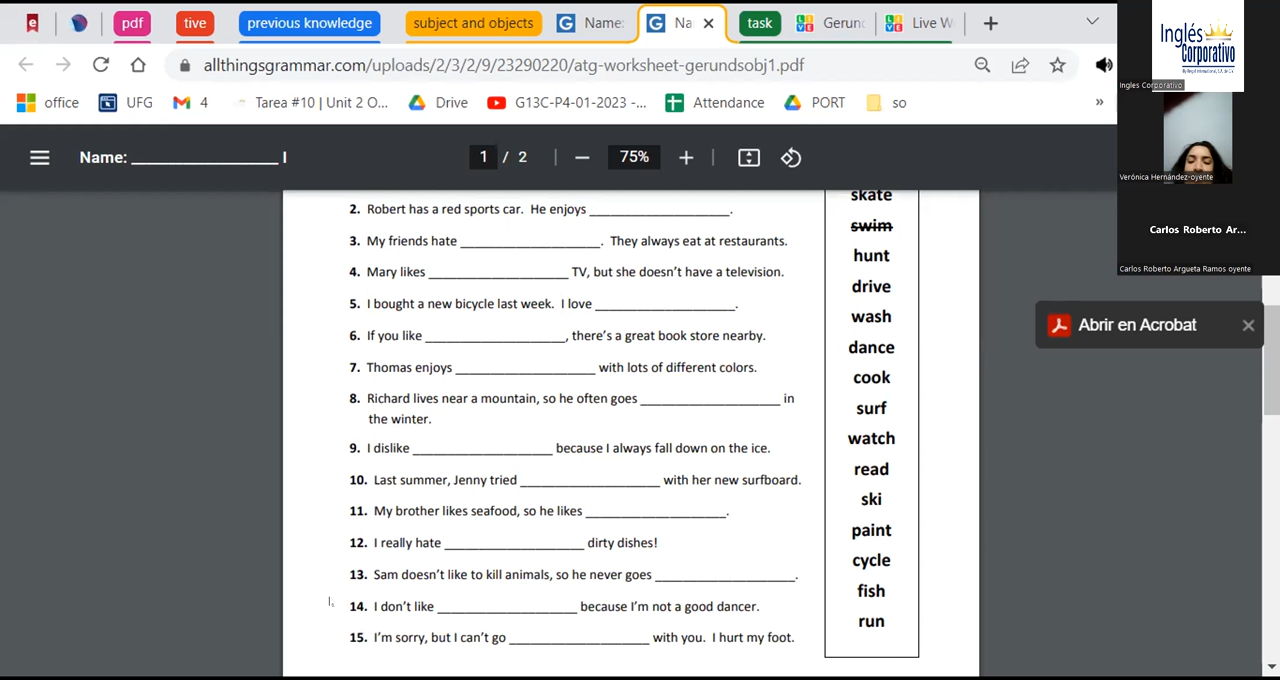 pdf
tive
previous knowledge
subject and objects
Name:
Na
task
Gerun
Live W
allthingsgrammar.com/uploads/2/3/2/9/23290220/atg-worksheet-gerundsobj1.pdf
office
UFG
4
Tarea #10 | Unit 2 O...
Drive
G13C-P4-01-2023 -...
Attendance
PORT
so
»
Name: ____________________ I
1 / 2
75%
2. Robert has a red sports car. He enjoys ____________________.
3. My friends hate ____________________. They always eat at restaurants.
4. Mary likes ____________________ TV, but she doesn't have a television.
5. I bought a new bicycle last week. I love ____________________.
6. If you like ____________________, there's a great book store nearby.
7. Thomas enjoys ____________________ with lots of different colors.
8. Richard lives near a mountain, so he often goes ____________________ in
the winter.
9. I dislike ____________________ because I always fall down on the ice.
10. Last summer, Jenny tried ____________________ with her new surfboard.
11. My brother likes seafood, so he likes ____________________.
12. I really hate ____________________ dirty dishes!
13. Sam doesn't like to kill animals, so he never goes ____________________.
14. I don't like ____________________ because I'm not a good dancer.
15. I'm sorry, but I can't go ____________________ with you. I hurt my foot.
skate
swim
hunt
drive
wash
dance
cook
surf
watch
read
ski
paint
cycle
fish
run
Inglés
Corporativo
Ingles Corporativo
Verónica Hernández-oyente
Carlos Roberto Ar...
Carlos Roberto Argueta Ramos oyente
Abrir en Acrobat